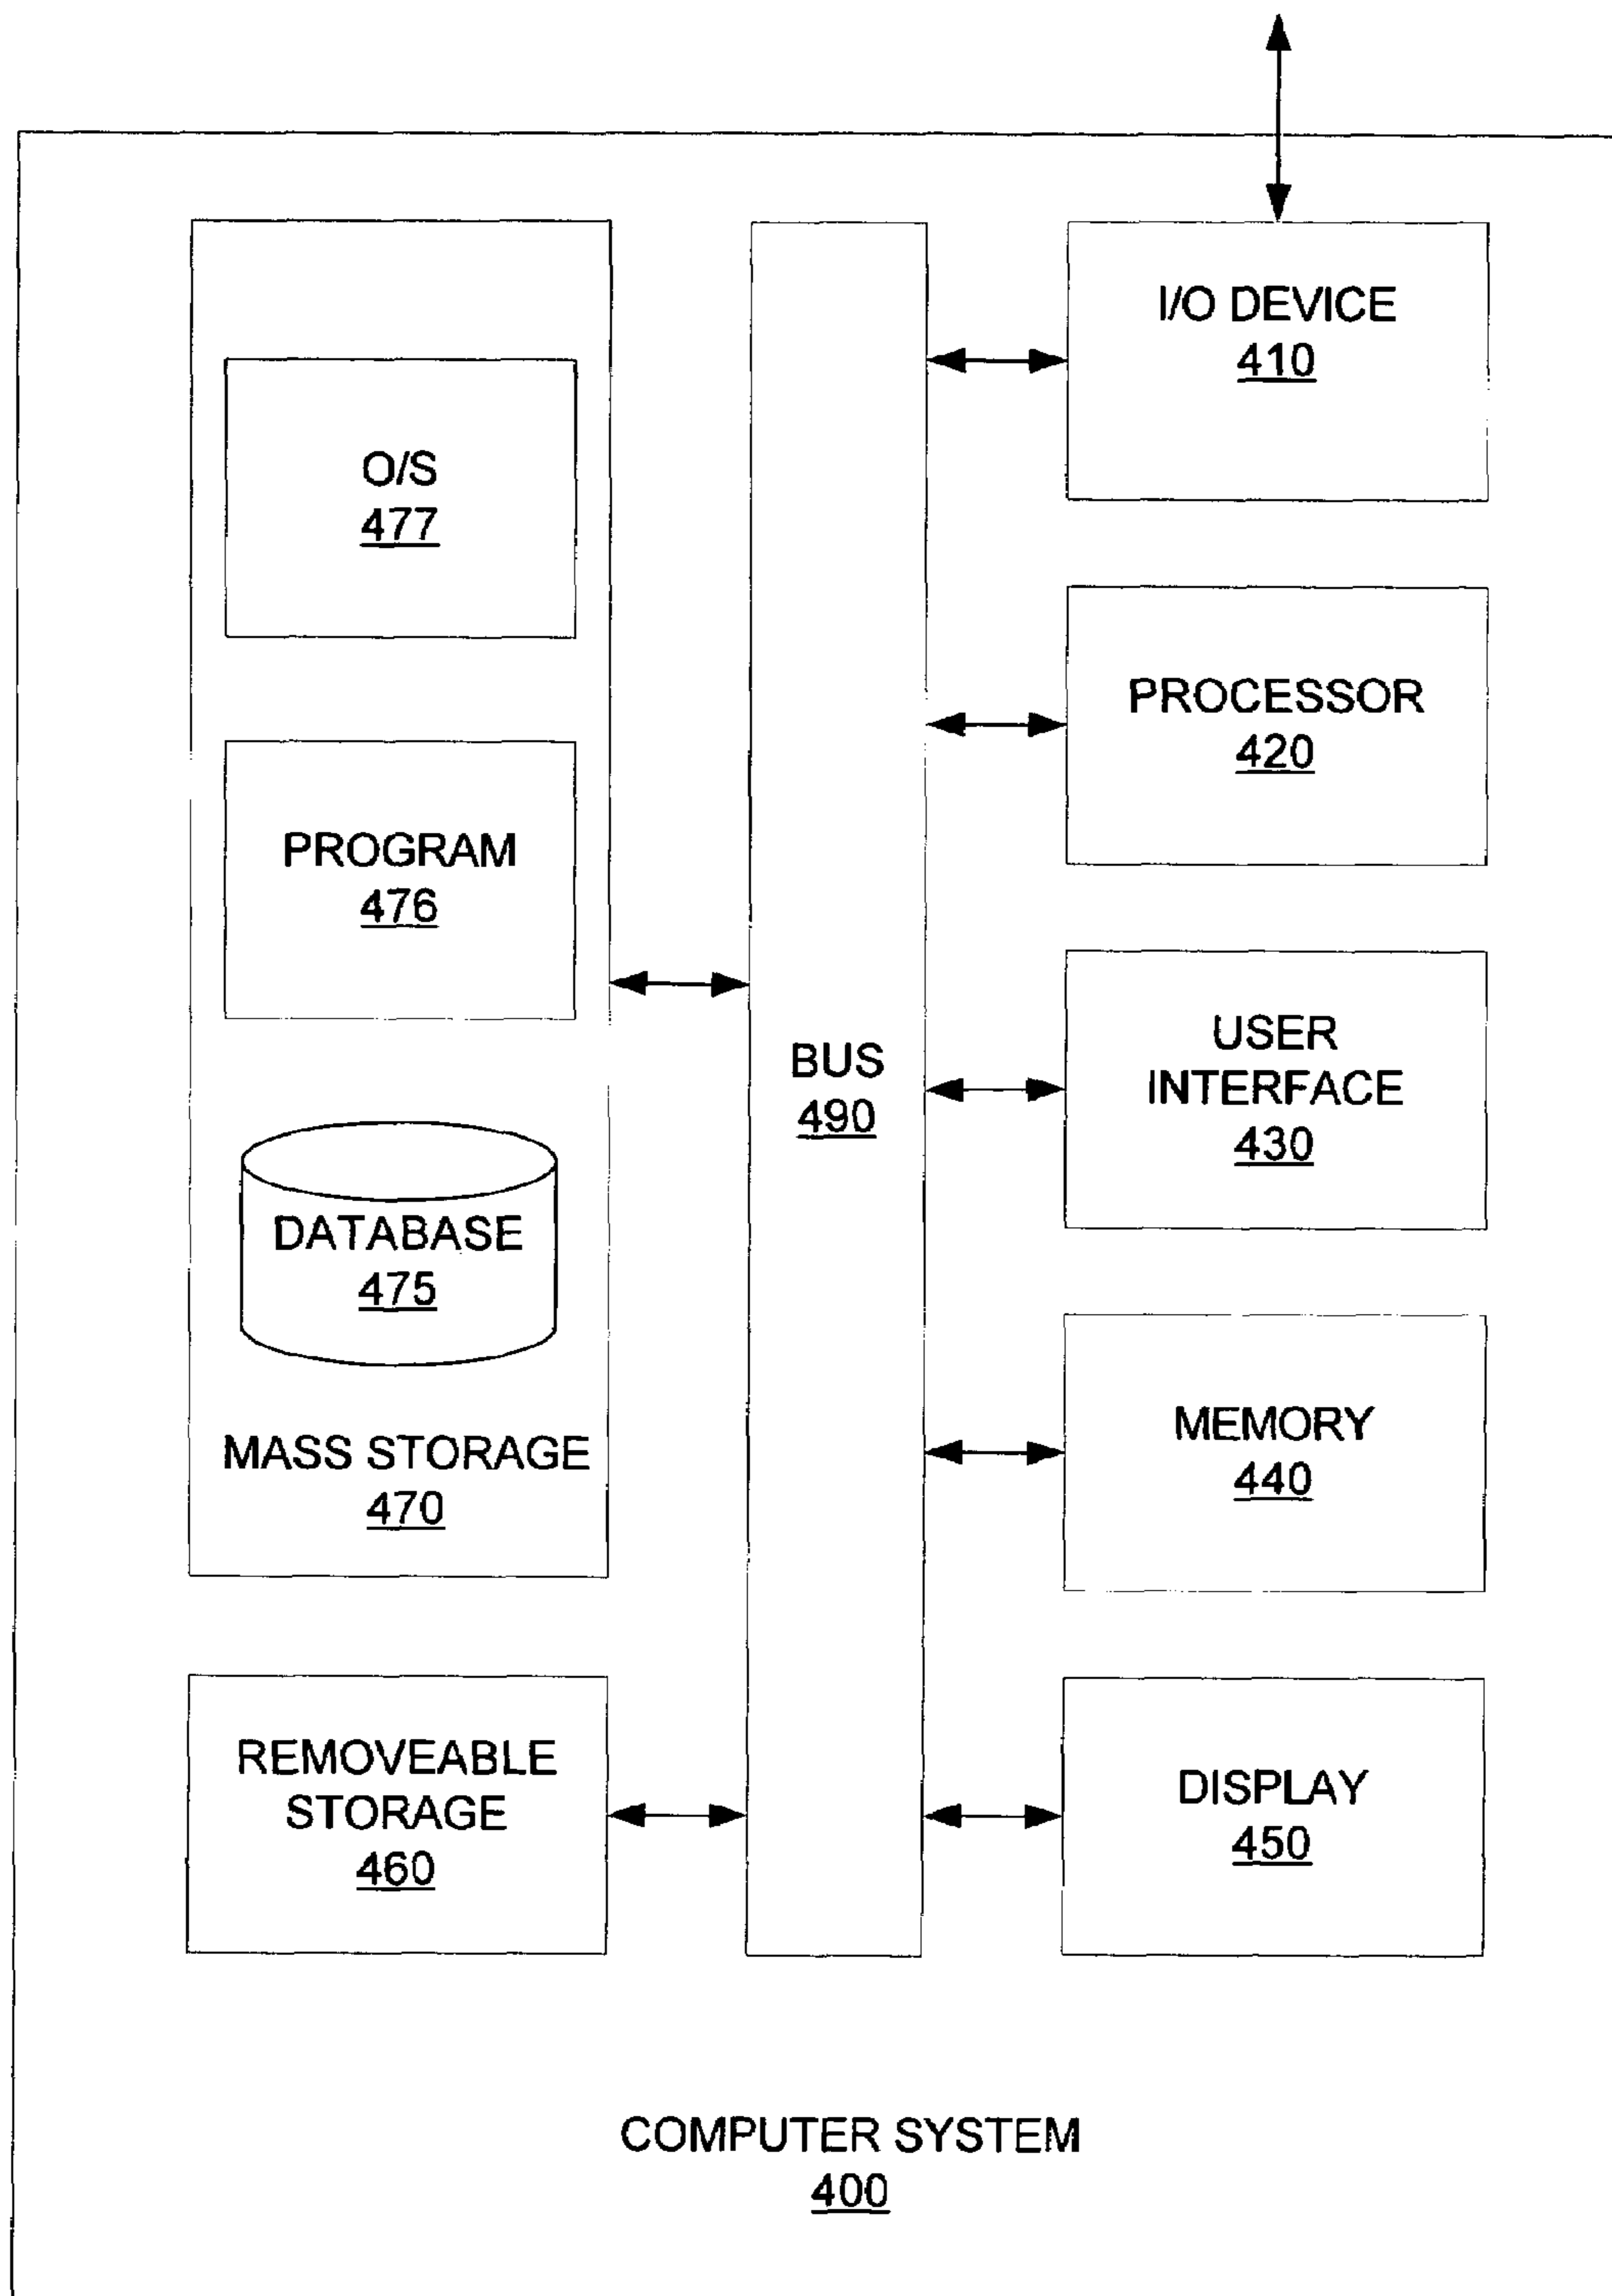 O/S
477
PROGRAM
476
DATABASE
475
MASS STORAGE
470
REMOVEABLE
STORAGE
460
BUS
490
I/O DEVICE
410
PROCESSOR
420
USER
INTERFACE
430
MEMORY
440
DISPLAY
450
COMPUTER SYSTEM
400